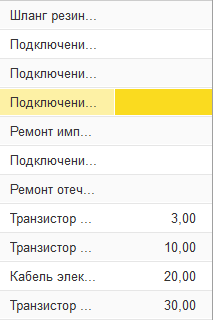 Шланг резин...
Подключени...
Подключени...
Подключени...
Ремонт имп...
Подключени...
Ремонт отеч...
Транзистор ... 3,00
Транзистор ... 10,00
Кабель элек... 20,00
Транзистор ... 30,00